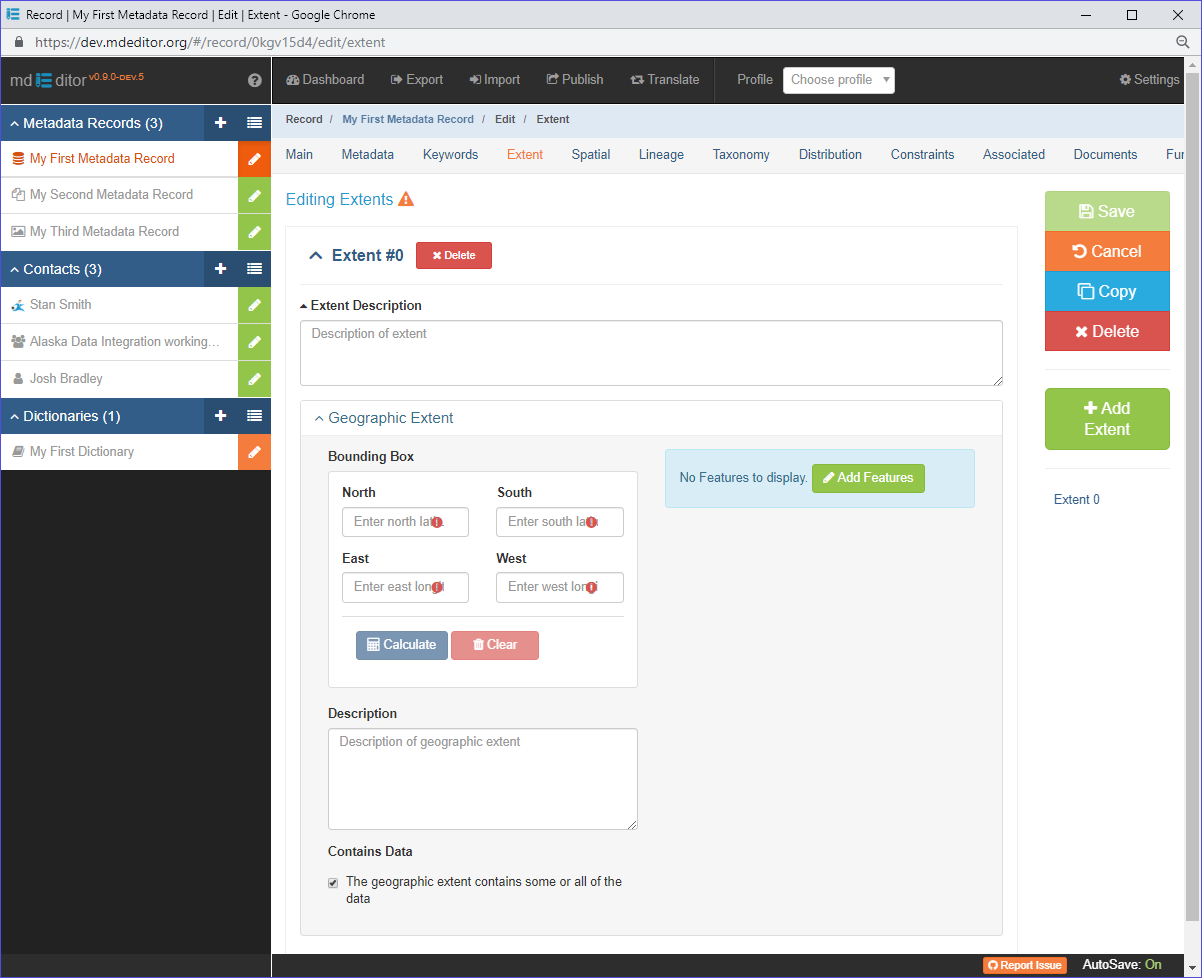 Record | My First Metadata Record | Edit | Extent - Google Chrome
https://dev.mdeditor.org/#/record/0kgv15d4/edit/extent
md ditor v0.9.0-DEV.5
Dashboard Export Import Publish Translate Profile Choose profile Settings
Metadata Records (3)
My First Metadata Record
My Second Metadata Record
My Third Metadata Record
Contacts (3)
Stan Smith
Alaska Data Integration working...
Josh Bradley
Dictionaries (1)
My First Dictionary
Record / My First Metadata Record / Edit / Extent
Main Metadata Keywords Extent Spatial Lineage Taxonomy Distribution Constraints Associated Documents Fun
Editing Extents
Extent #0 Delete
Extent Description
Description of extent
Geographic Extent
Bounding Box
North South
Enter north lat Enter south la
East West
Enter east long Enter west longi
Calculate Clear
No Features to display. Add Features
Description
Description of geographic extent
Contains Data
The geographic extent contains some or all of the
data
Save
Cancel
Copy
Delete
Add
Extent
Extent 0
Report Issue AutoSave: On